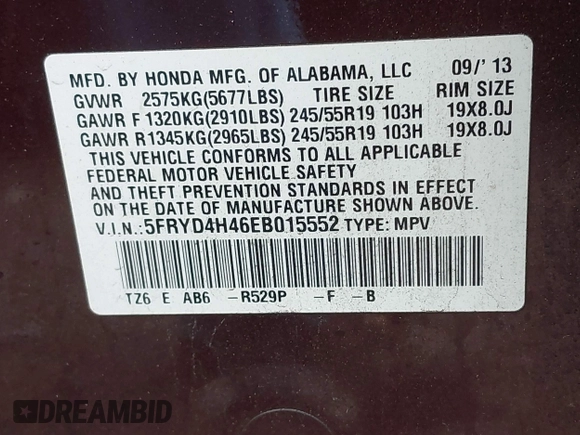 MFD. BY HONDA MFG. OF ALABAMA, LLC 09/' 13
GVWR 2575KG(5677LBS) TIRE SIZE RIM SIZE
GAWR F1320KG(2910LBS) 245/55R19 103H 19X8.0J
GAWR R1345KG(2965LBS) 245/55R19 103H 19X8.0J
THIS VEHICLE CONFORMS TO ALL APPLICABLE
FEDERAL MOTOR VEHICLE SAFETY
AND THEFT PREVENTION STANDARDS IN EFFECT
ON THE DATE OF MANUFACTURE SHOWN ABOVE.
V.I.N.:5FRYD4H46EB015552 TYPE: MPV
TZ6 E AB6 -R529P -F -B
DREAMBID